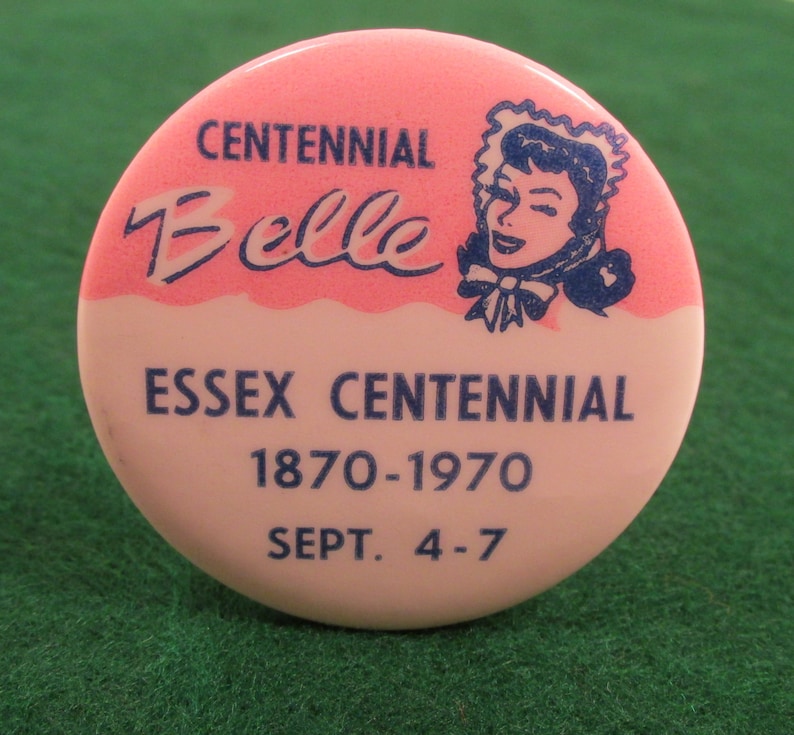 CENTENNIAL
Belle
ESSEX CENTENNIAL
1870-1970
SEPT. 4-7